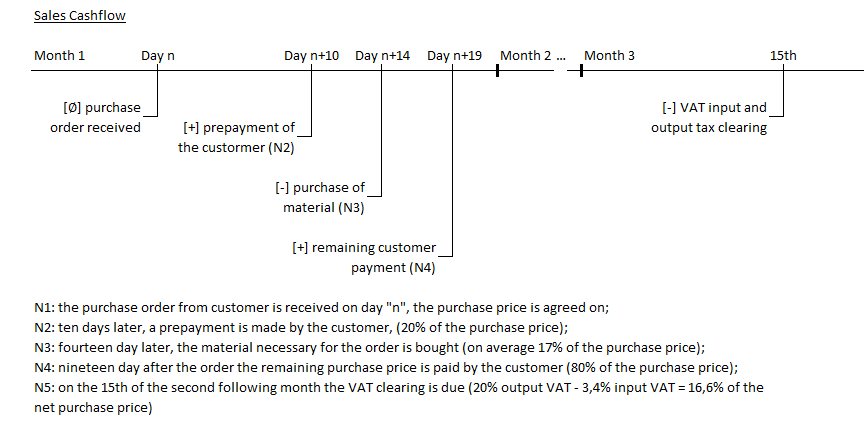 Sales Cashflow
Month 1 Day n Day n+10 Day n+14 Day n+19 Month 2 ... Month 3 15th
[Ø] purchase
order received
[+] prepayment of
the custormer (N2)
[-] purchase of
material (N3)
[+] remaining customer
payment (N4)
[-] VAT input and
output tax clearing
N1: the purchase order from customer is received on day "n", the purchase price is agreed on;
N2: ten days later, a prepayment is made by the customer, (20% of the purchase price);
N3: fourteen day later, the material necessary for the order is bought (on average 17% of the purchase price);
N4: nineteen day after the order the remaining purchase price is paid by the customer (80% of the purchase price);
N5: on the 15th of the second following month the VAT clearing is due (20% output VAT - 3,4% input VAT = 16,6% of the
net purchase price)